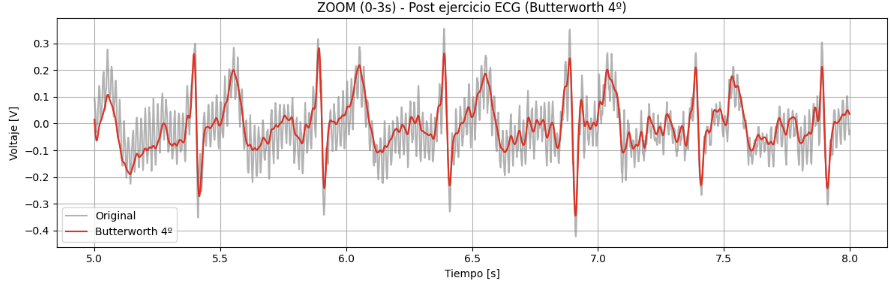 ZOOM (0-3s) - Post ejercicio ECG (Butterworth 4º)
Voltaje [V]
0.3
0.2
0.1
0.0
−0.1
−0.2
−0.3
−0.4
Original
Butterworth 4º
5.0 5.5 6.0 6.5 7.0 7.5 8.0
Tiempo [s]